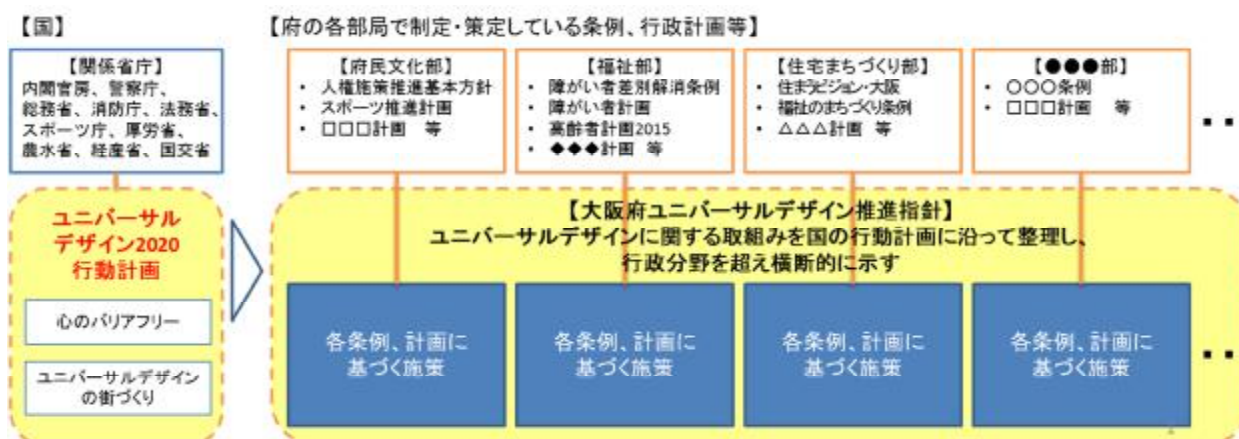 【国】
【府の各部局で制定・策定している条例、行政計画等】
【関係省庁】
内閣官房、警察庁、
総務省、消防庁、法務省、
スポーツ庁、厚労省、
農水省、経産省、国交省
【府民文化部】
• 人権施策推進基本方針
• スポーツ推進計画
• □□□計画 等
【福祉部】
• 障がい者差別解消条例
• 障がい者計画
• 高齢者計画2015
• ◆◆◆計画 等
【住宅まちづくり部】
• 住まうビジョン・大阪
• 福祉のまちづくり条例
• △△△計画 等
【●●●部】
• ○○○条例
• □□□計画 等
ユニバーサル
デザイン2020
行動計画
心のバリアフリー
ユニバーサルデザイン
の街づくり
【大阪府ユニバーサルデザイン推進指針】
ユニバーサルデザインに関する取組みを国の行動計画に沿って整理し、
行政分野を超え横断的に示す
各条例、計画に
基づく施策
各条例、計画に
基づく施策
各条例、計画に
基づく施策
各条例、計画に
基づく施策